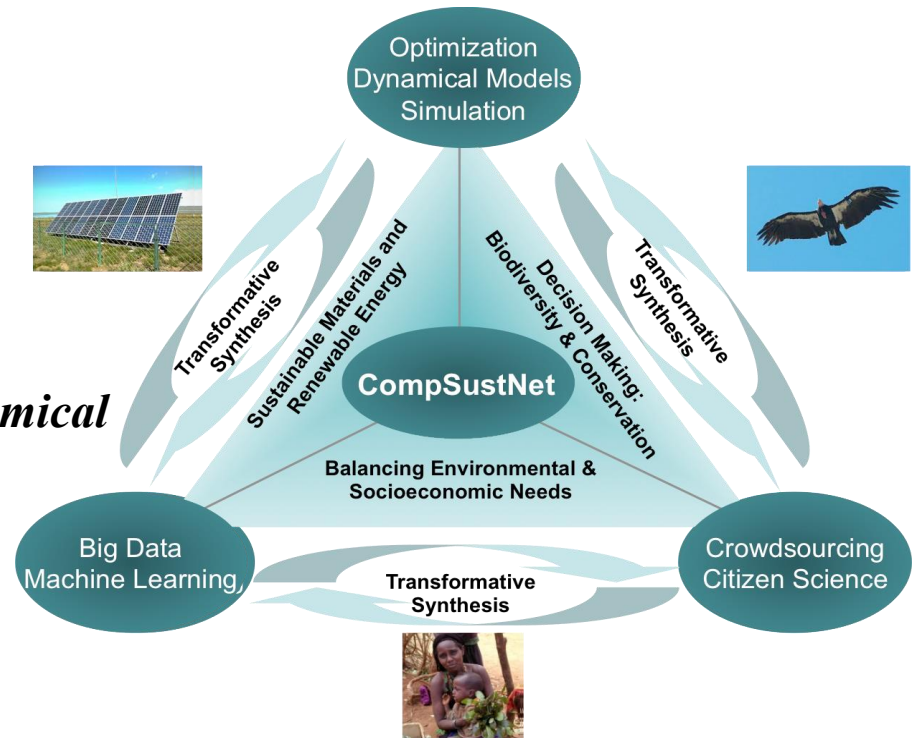 Optimization
Dynamical Models
Simulation
Transformative
Synthesis
Sustainable Materials and
Renewable Energy
Decision Making:
Biodiversity & Conservation
Transformative
Synthesis
CompSustNet
mical
Balancing Environmental &
Socioeconomic Needs
Big Data
Machine Learning,
Transformative
Synthesis
Crowdsourcing
Citizen Science